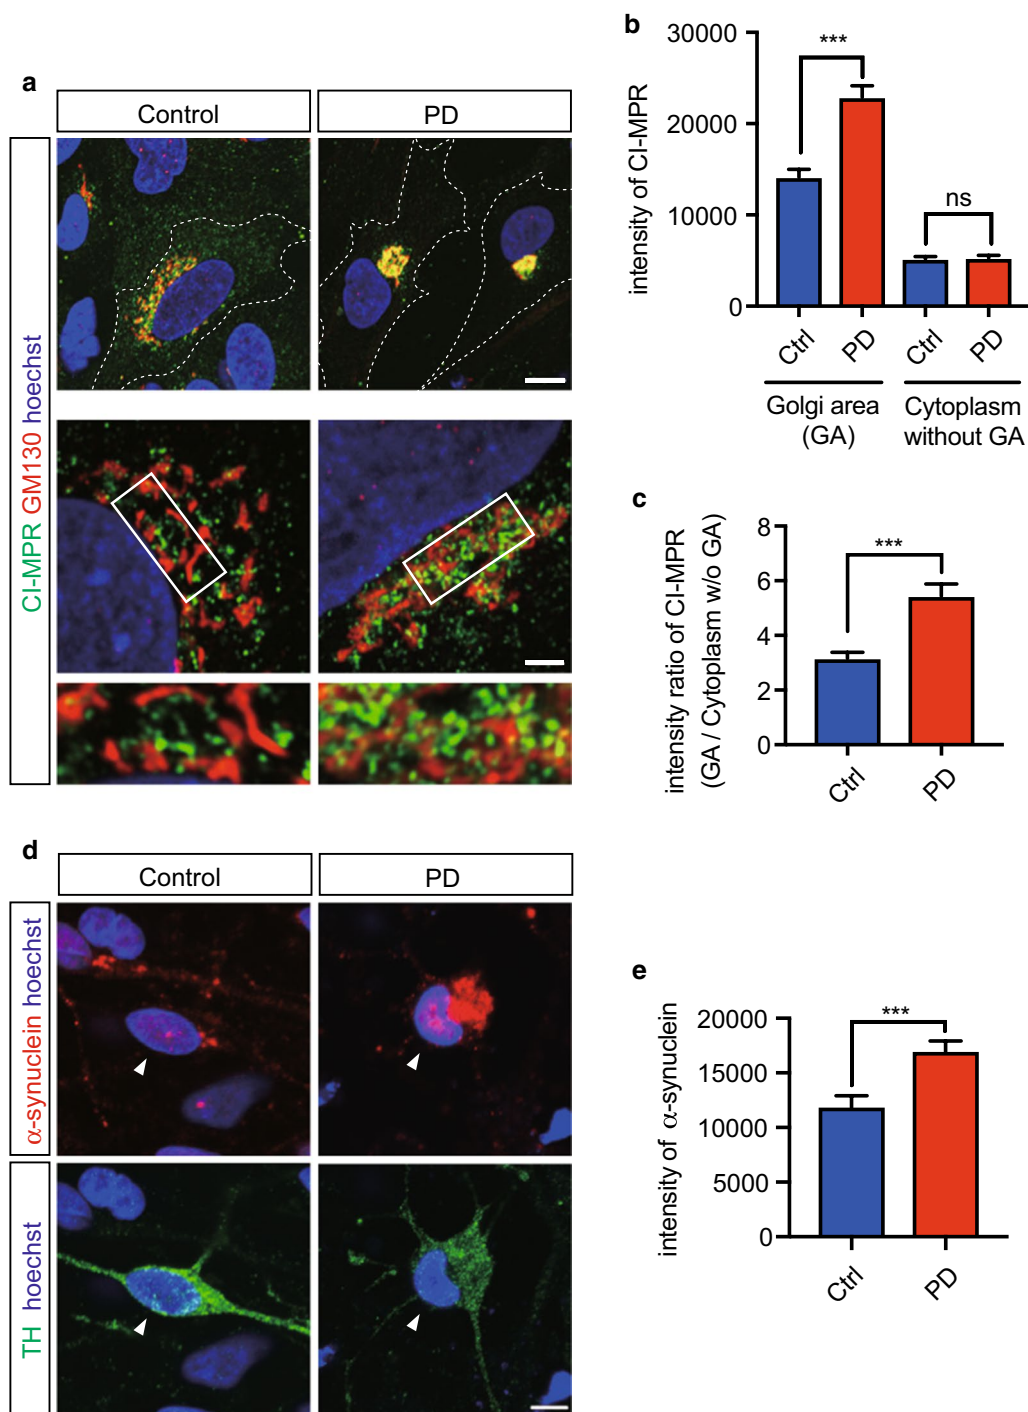 a
Control
PD
CI-MPR GM130 hoechst
b
intensity of CI-MPR
30000
20000
10000
0
***
ns
Ctrl
PD
Ctrl
PD
Golgi area
(GA)
Cytoplasm
without GA
c
intensity ratio of CI-MPR
(GA / Cytoplasm w/o GA)
8
6
4
2
0
***
Ctrl
PD
d
Control
PD
α-synuclein hoechst
TH hoechst
e
intensity of α-synuclein
20000
15000
10000
5000
0
***
Ctrl
PD